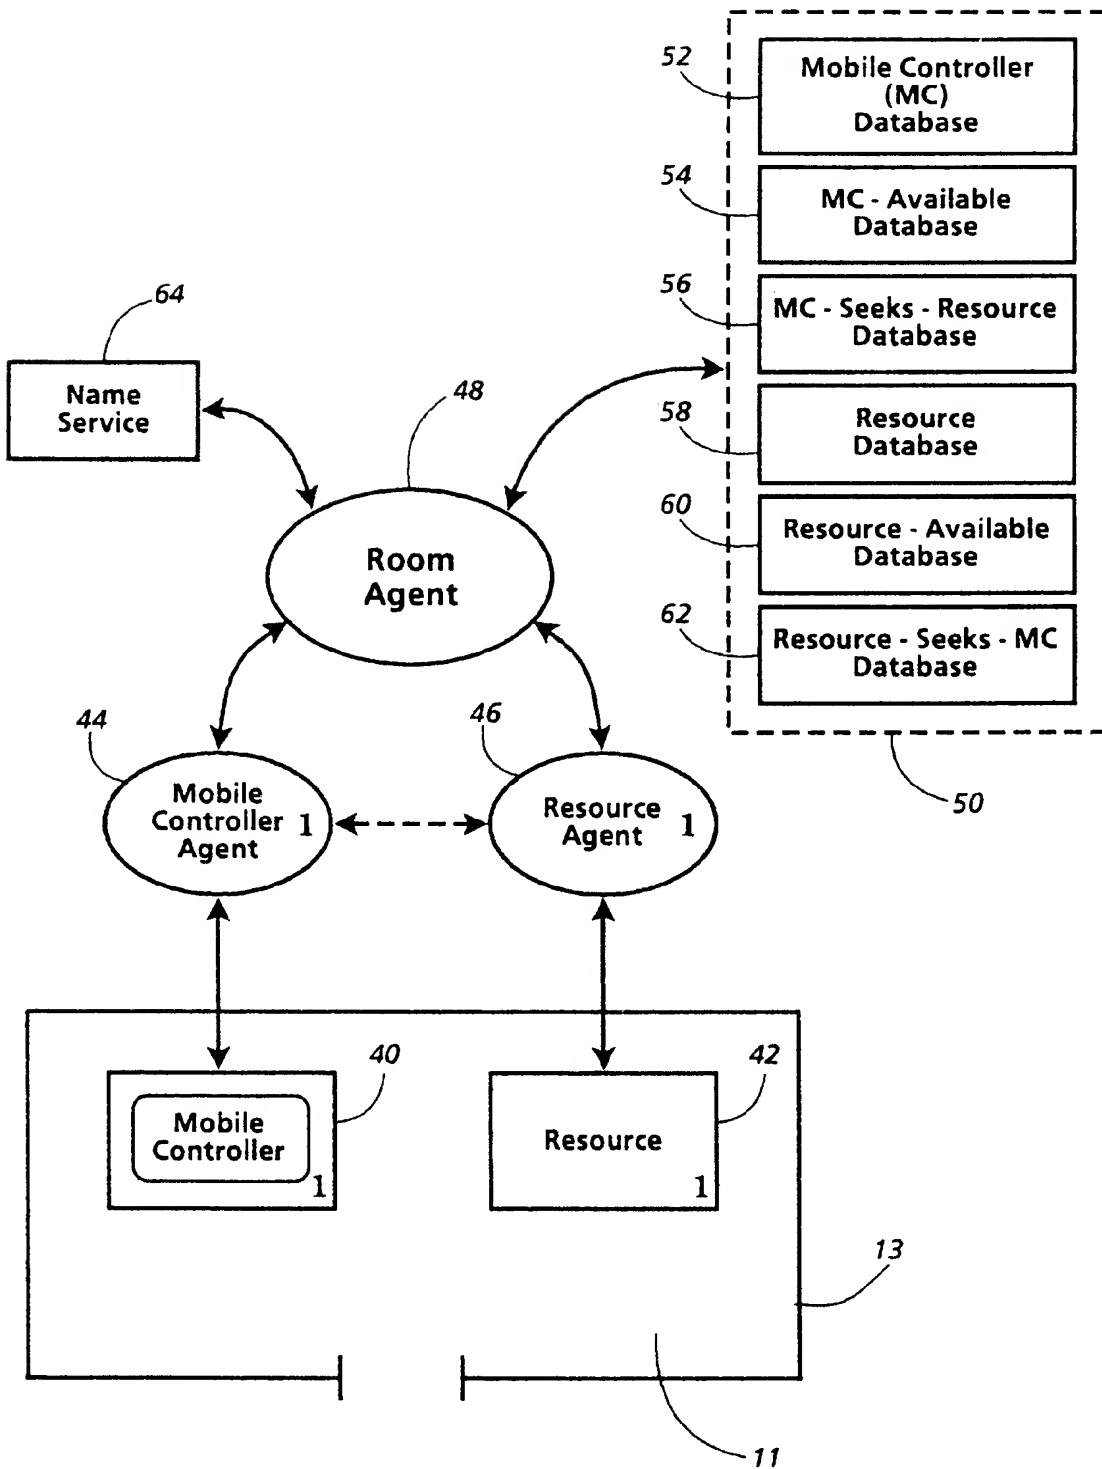 52
Mobile Controller
(MC)
Database
54
MC - Available
Database
56
MC - Seeks - Resource
Database
58
Resource
Database
60
Resource - Available
Database
62
Resource - Seeks - MC
Database
50
64
Name
Service
48
Room
Agent
44
Mobile
Controller 1
Agent
46
Resource
Agent 1
40
Mobile
Controller
1
42
Resource
1
13
11